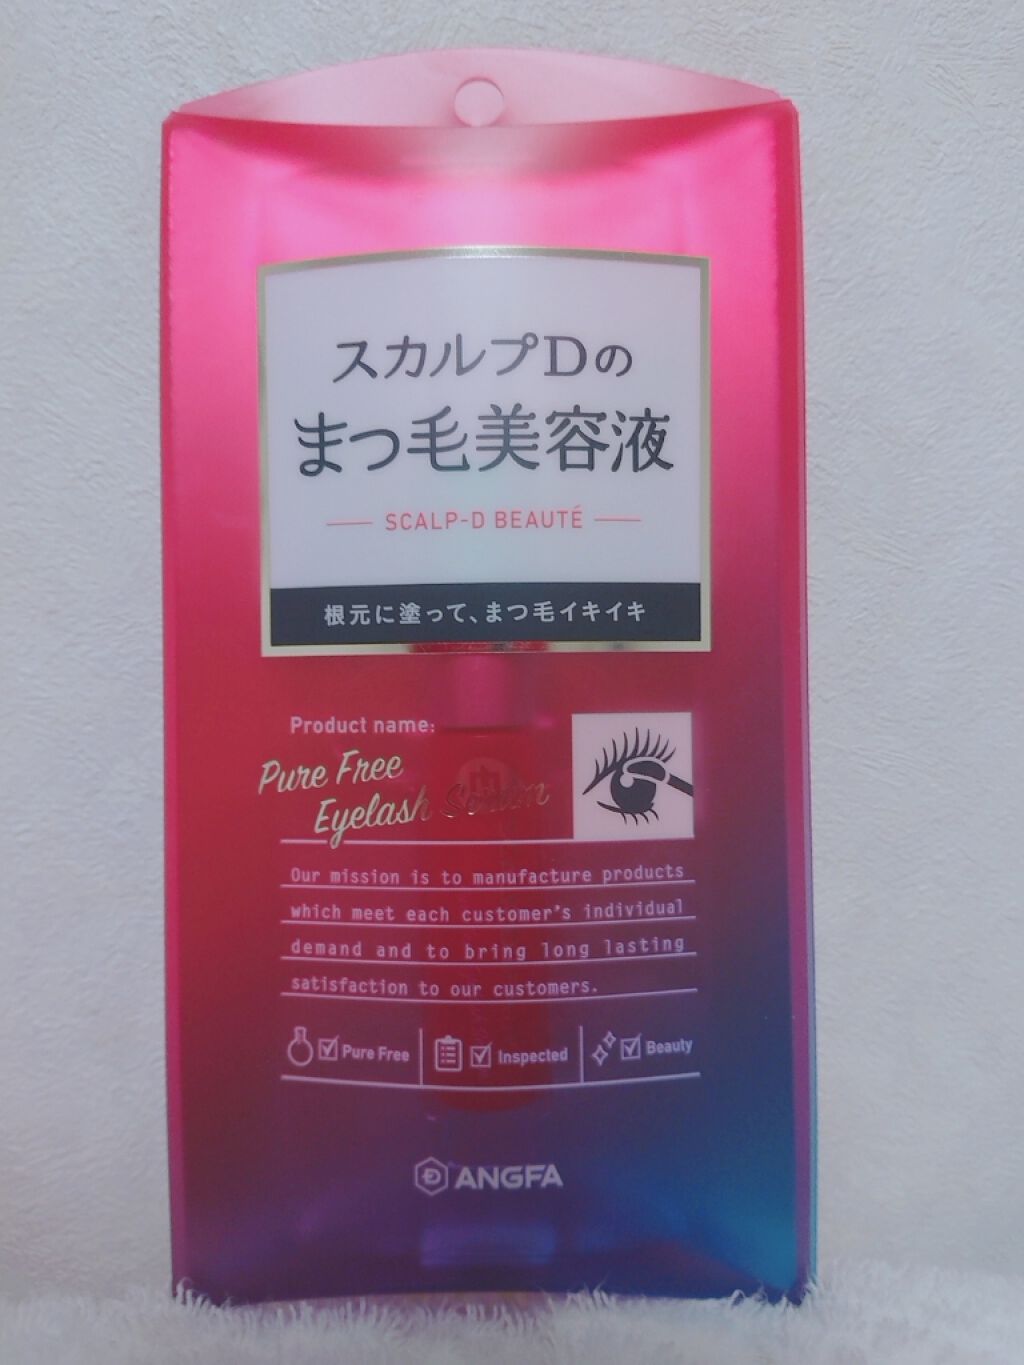 スカルプDの
まつ毛美容液
SCALP-D BEAUTÉ
根元に塗って、まつ毛イキイキ
Product name:
Pure Free
Eyelash Serum
Our mission is to manufacture products
which meet each customer's individual
demand and to bring long lasting
satisfaction to our customers.
Pure Free
Inspected
Beauty
ANGFA